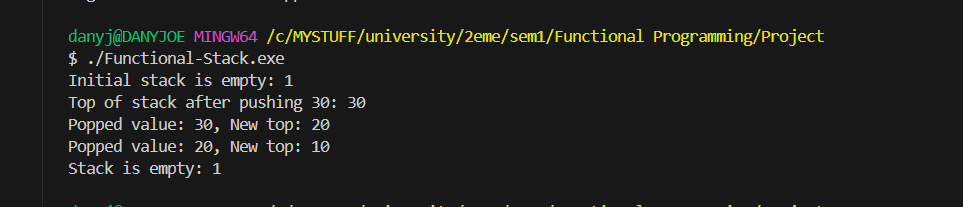 danyj@DANYJOE MINGW64 /c/MYSTUFF/university/2eme/sem1/Functional Programming/Project
$ ./Functional-Stack.exe
Initial stack is empty: 1
Top of stack after pushing 30: 30
Popped value: 30, New top: 20
Popped value: 20, New top: 10
Stack is empty: 1